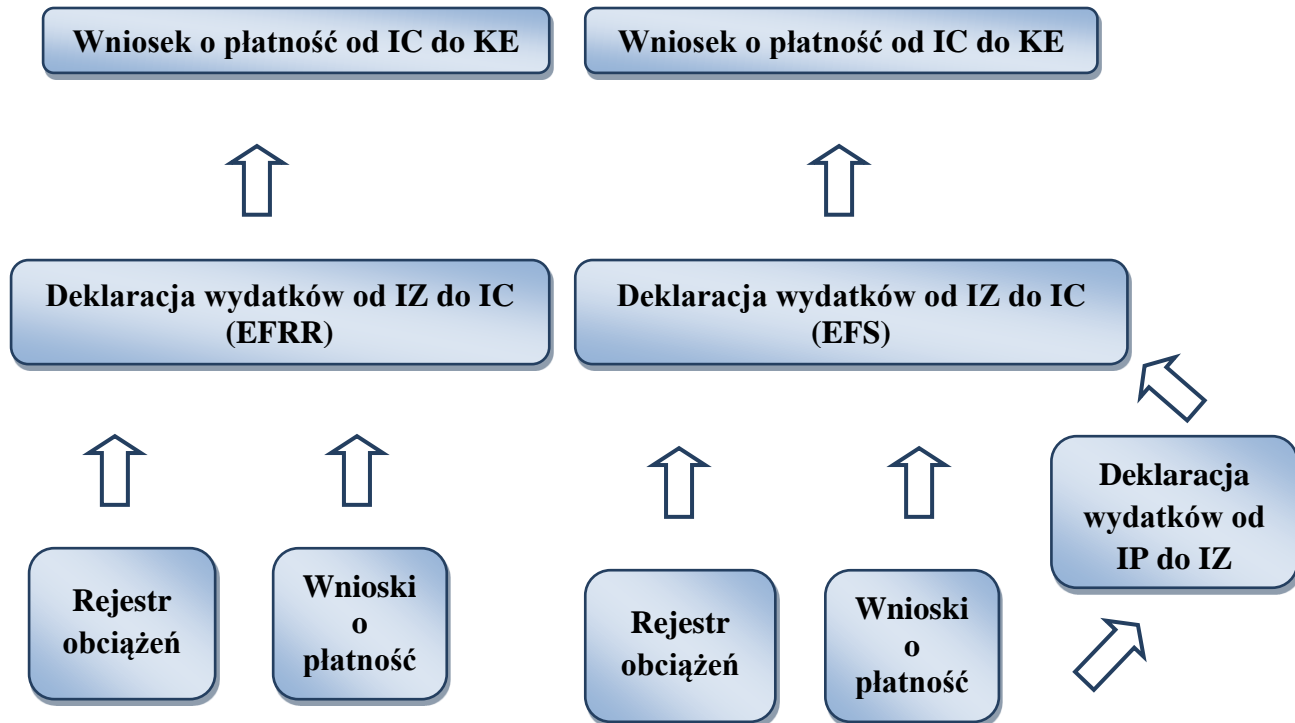 Wniosek o płatność od IC do KE
Wniosek o płatność od IC do KE
Deklaracja wydatków od IZ do IC
(EFRR)
Deklaracja wydatków od IZ do IC
(EFS)
Deklaracja
wydatków od
IP do IZ
Rejestr
obciążeń
Wnioski
o
płatność
Rejestr
obciążeń
Wnioski
o
płatność